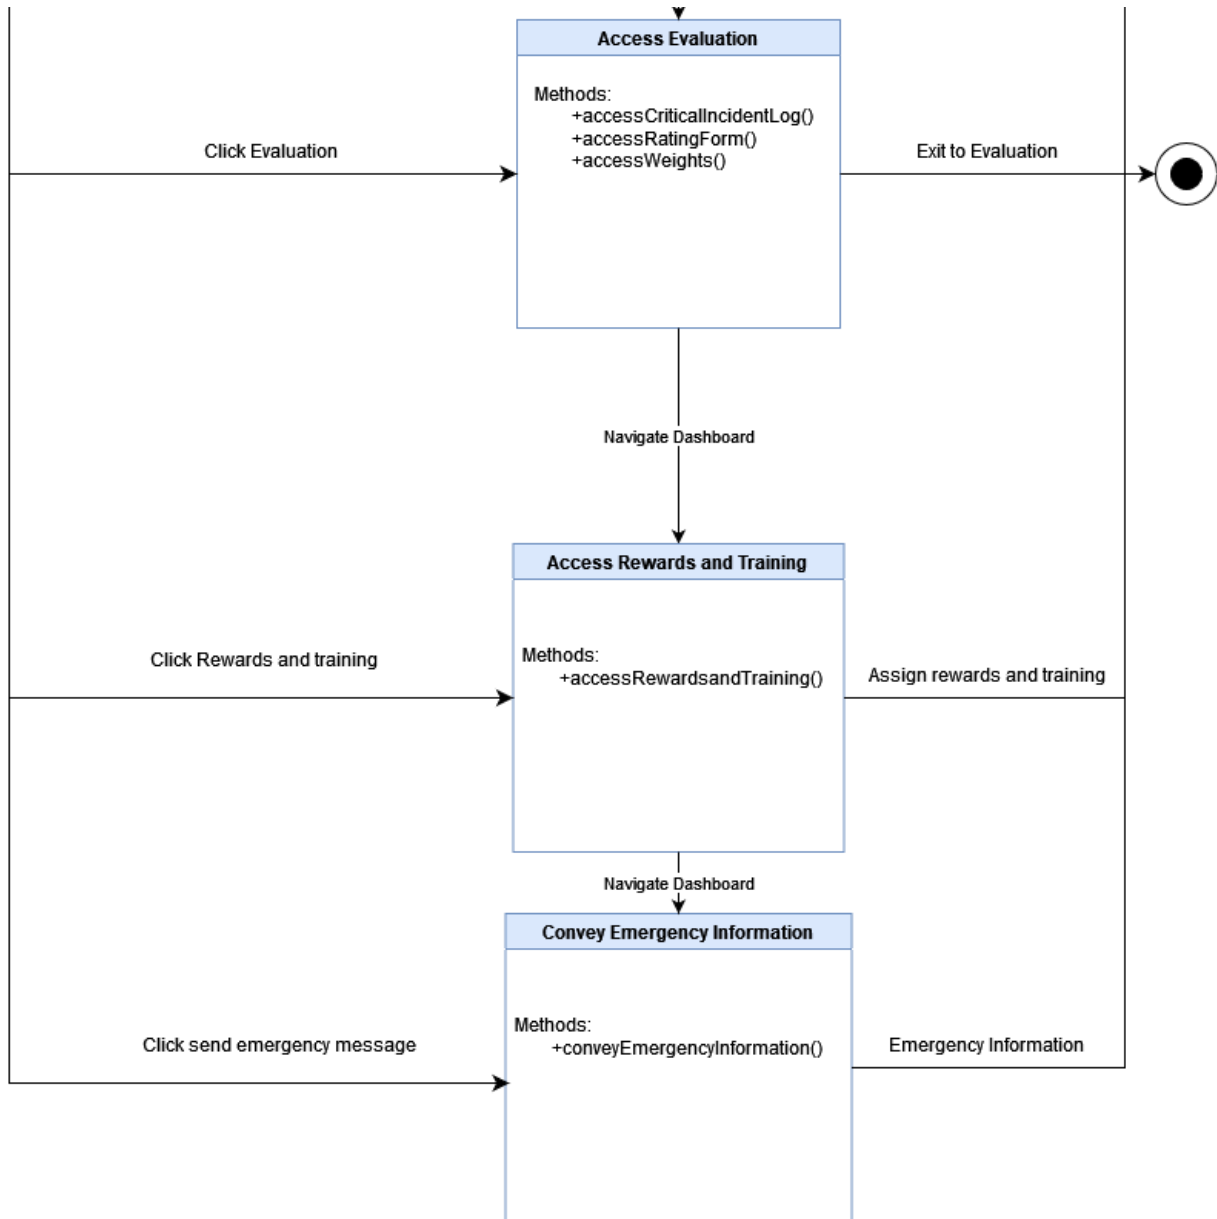 Access Evaluation
Methods:
+accessCriticalIncidentLog()
+accessRatingForm()
+accessWeights()
Click Evaluation
Exit to Evaluation
Navigate Dashboard
Access Rewards and Training
Methods:
+accessRewardsandTraining()
Click Rewards and training
Assign rewards and training
Navigate Dashboard
Convey Emergency Information
Methods:
+conveyEmergencyInformation()
Click send emergency message
Emergency Information